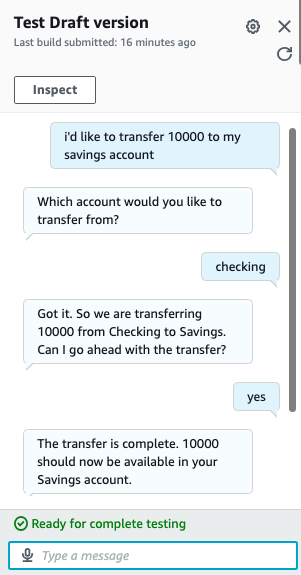 Test Draft version
Last build submitted: 16 minutes ago
Inspect
i'd like to transfer 10000 to my
savings account
Which account would you like to
transfer from?
checking
Got it. So we are transferring
10000 from Checking to Savings.
Can I go ahead with the transfer?
yes
The transfer is complete. 10000
should now be available in your
Savings account.
Ready for complete testing
Type a message